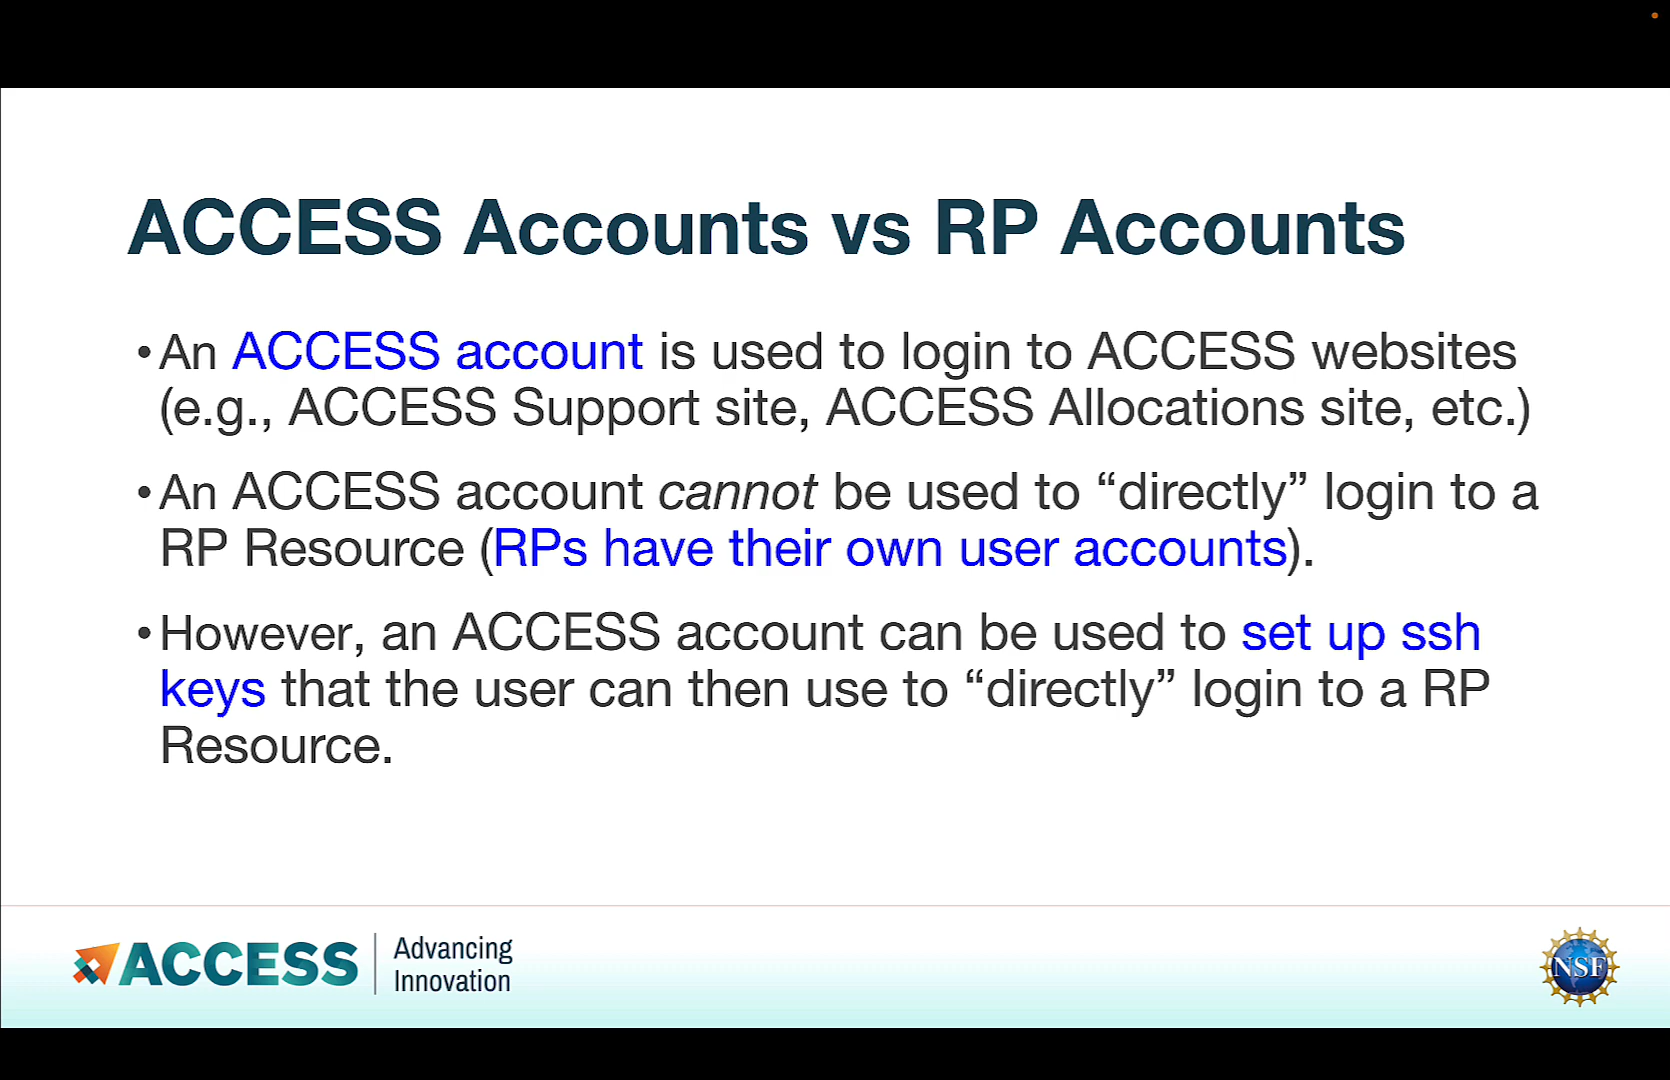 ACCESS Accounts vs RP Accounts
•An ACCESS account is used to login to ACCESS websites
(e.g., ACCESS Support site, ACCESS Allocations site, etc.)
•An ACCESS account cannot be used to “directly” login to a
RP Resource (RPs have their own user accounts).
•However, an ACCESS account can be used to set up ssh
keys that the user can then use to “directly” login to a RP
Resource.
ACCESS
Advancing
Innovation
NSF